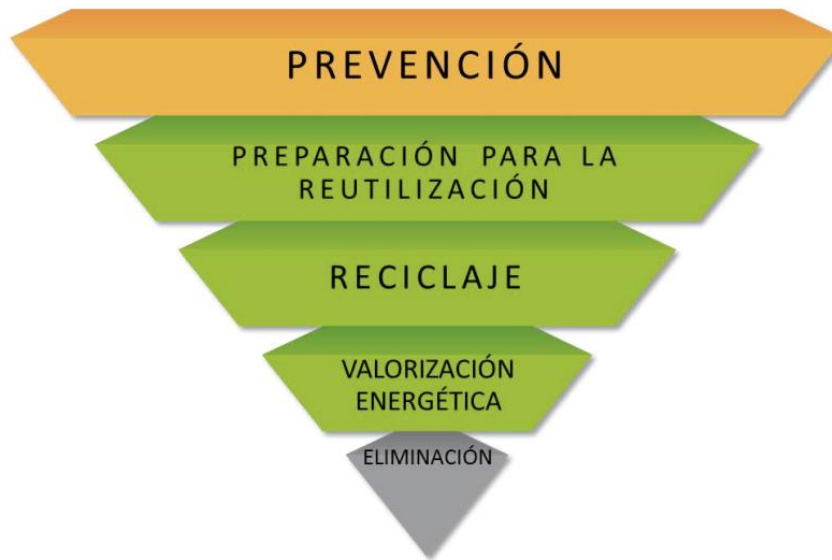 PREVENCIÓN
PREPARACIÓN PARA LA
REUTILIZACIÓN
RECICLAJE
VALORIZACIÓN
ENERGÉTICA
ELIMINACIÓN